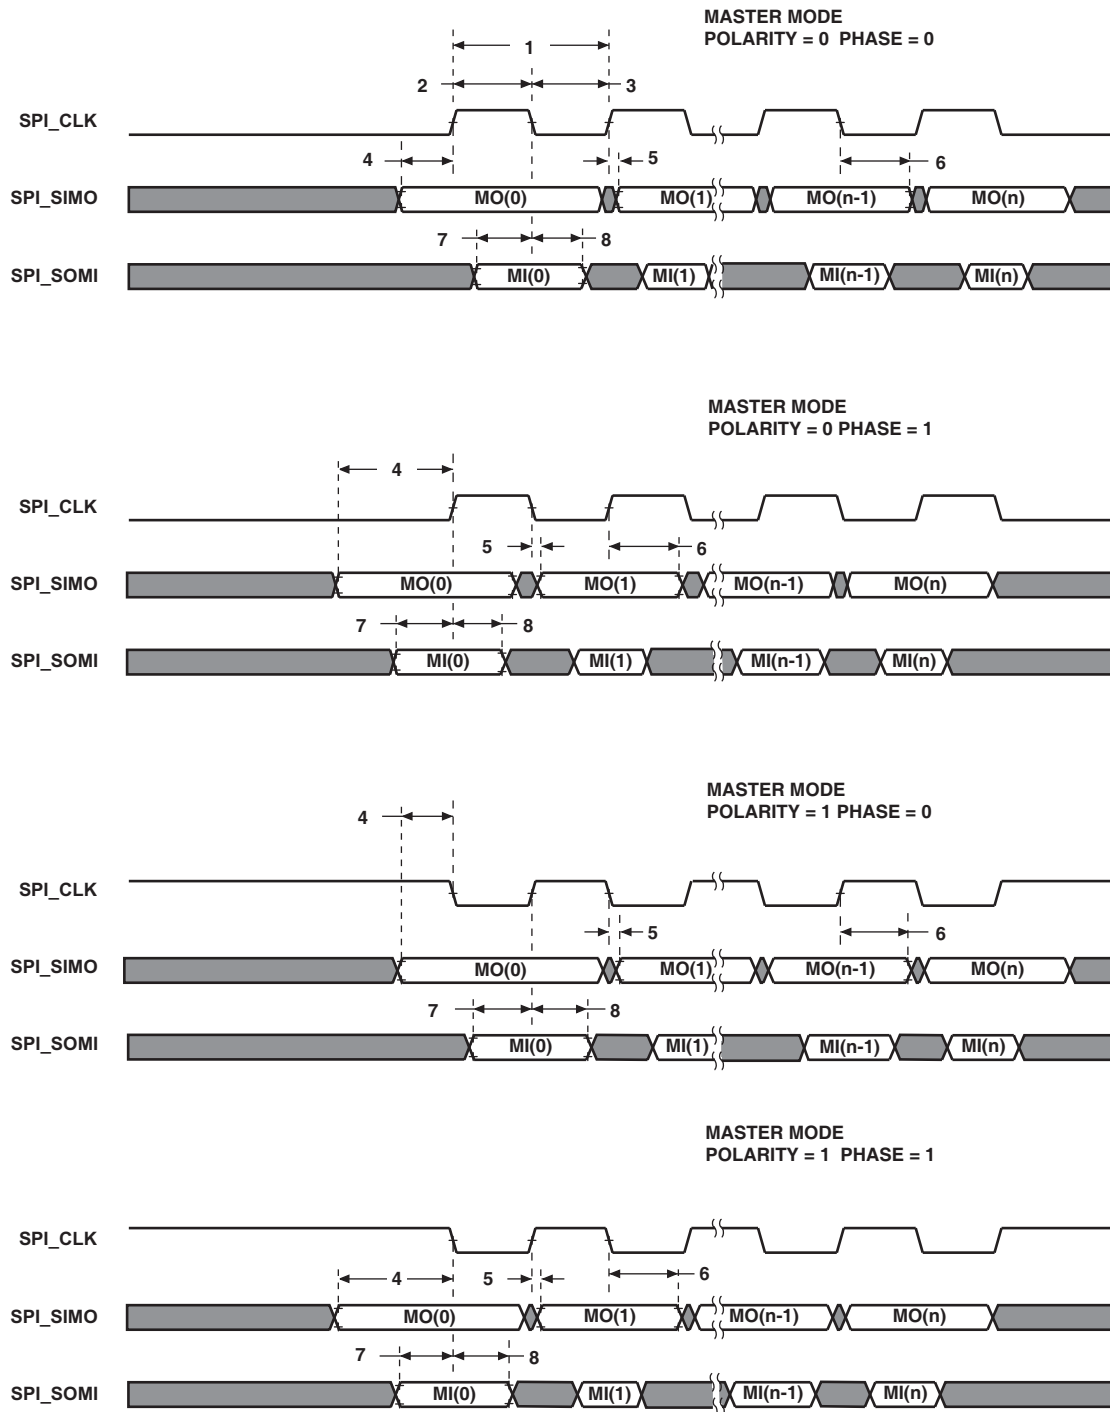 MASTER MODE
POLARITY = 0 PHASE = 0
1
2
3
SPI_CLK
4
5
6
SPI_SIMO
MO(0)
MO(1)
MO(n-1)
MO(n)
7
8
SPI_SOMI
MI(0)
MI(1)
MI(n-1)
MI(n)
MASTER MODE
POLARITY = 0 PHASE = 1
4
SPI_CLK
5
6
SPI_SIMO
MO(0)
MO(1)
MO(n-1)
MO(n)
7
8
SPI_SOMI
MI(0)
MI(1)
MI(n-1)
MI(n)
MASTER MODE
POLARITY = 1 PHASE = 0
4
SPI_CLK
5
6
SPI_SIMO
MO(0)
MO(1)
MO(n-1)
MO(n)
7
8
SPI_SOMI
MI(0)
MI(1)
MI(n-1)
MI(n)
MASTER MODE
POLARITY = 1 PHASE = 1
SPI_CLK
4
5
6
SPI_SIMO
MO(0)
MO(1)
MO(n-1)
MO(n)
7
8
SPI_SOMI
MI(0)
MI(1)
MI(n-1)
MI(n)